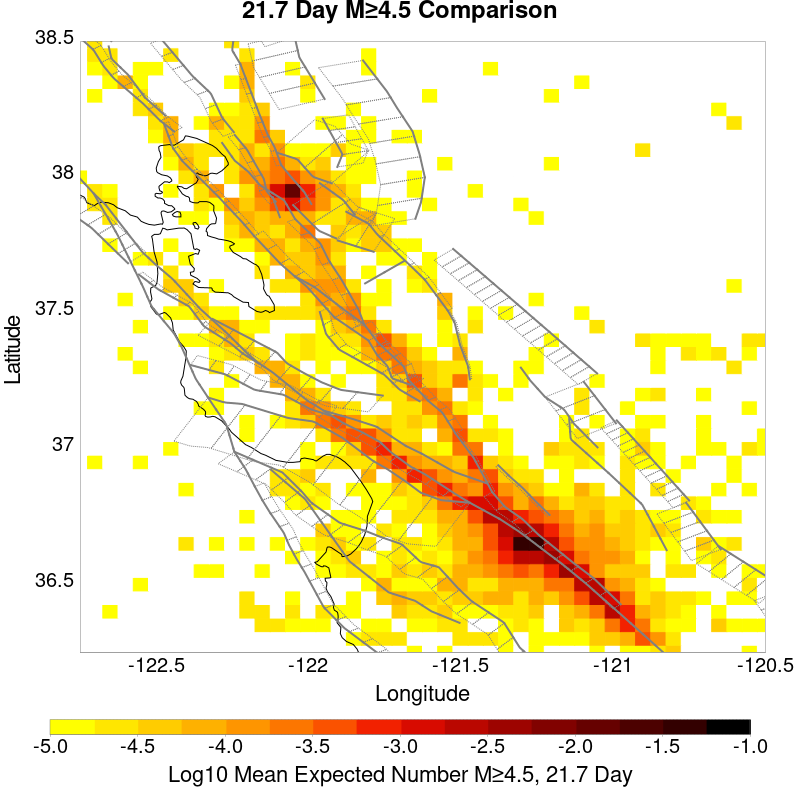 21.7 Day M≥4.5 Comparison
38.5
38
37.5
37
36.5
Latitude
-122.5 -122 -121.5 -121 -120.5
Longitude
-5.0 -4.5 -4.0 -3.5 -3.0 -2.5 -2.0 -1.5 -1.0
Log10 Mean Expected Number M≥4.5, 21.7 Day